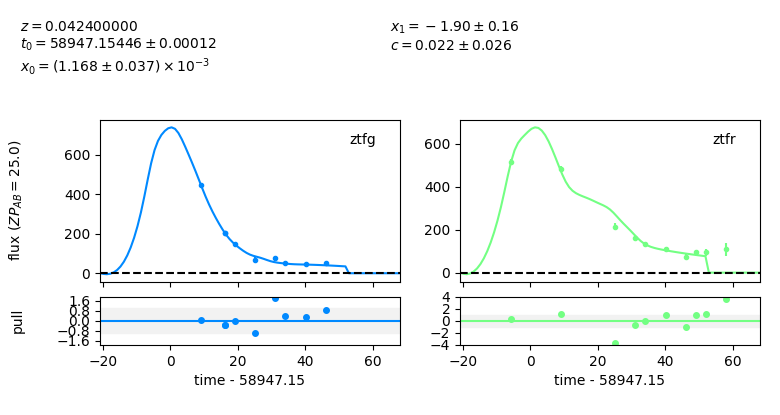 z = 0.042400000
t₀ = 58947.15446 ± 0.00012
x₀ = (1.168 ± 0.037) × 10⁻³
x₁ = −1.90 ± 0.16
c = 0.022 ± 0.026
flux (ZP_AB = 25.0)
ztfg
600
400
200
0
ztfr
600
400
200
0
pull
1.6
0.8
0.0
−0.8
−1.6
−20 0 20 40 60
time - 58947.15
4
2
0
−2
−4
−20 0 20 40 60
time - 58947.15